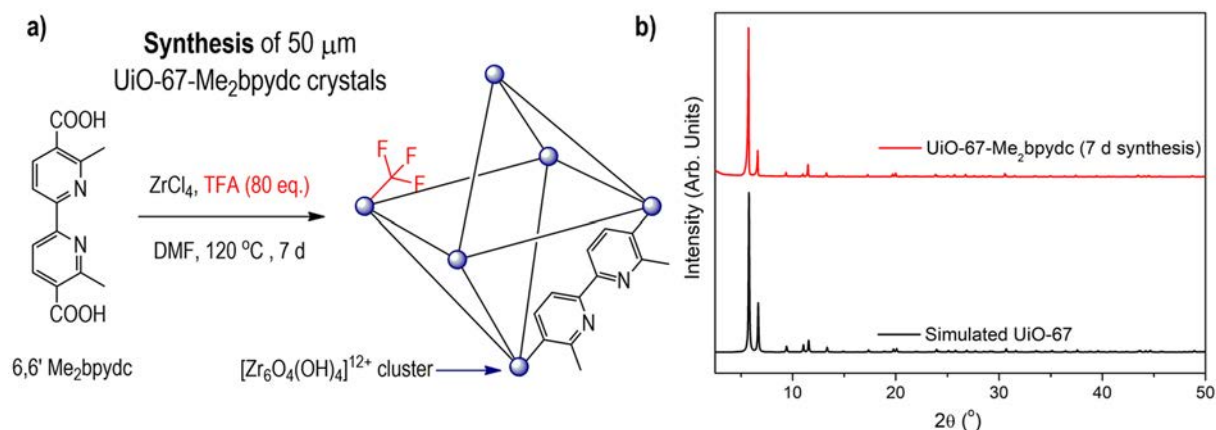 a)
Synthesis of 50 μm
UiO-67-Me₂bpydc crystals
COOH
N
N
COOH
6,6' Me₂bpydc
ZrCl₄, TFA (80 eq.)
DMF, 120 °C , 7 d
F
F
F
N
N
[Zr₆O₄(OH)₄]¹²⁺ cluster
b)
Intensity (Arb. Units)
UiO-67-Me₂bpydc (7 d synthesis)
Simulated UiO-67
10 20 30 40 50
2θ (°)